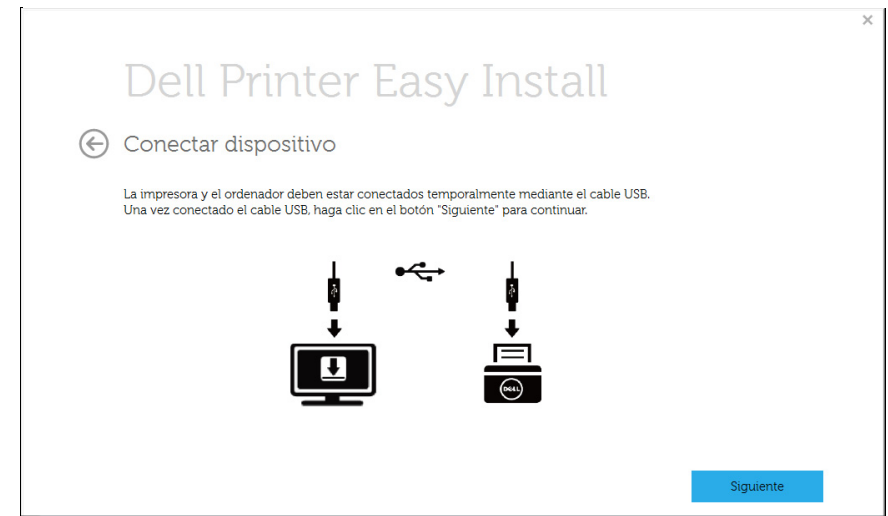 Dell Printer Easy Install
Conectar dispositivo
La impresora y el ordenador deben estar conectados temporalmente mediante el cable USB.
Una vez conectado el cable USB, haga clic en el botón "Siguiente" para continuar.
DELL
Siguiente